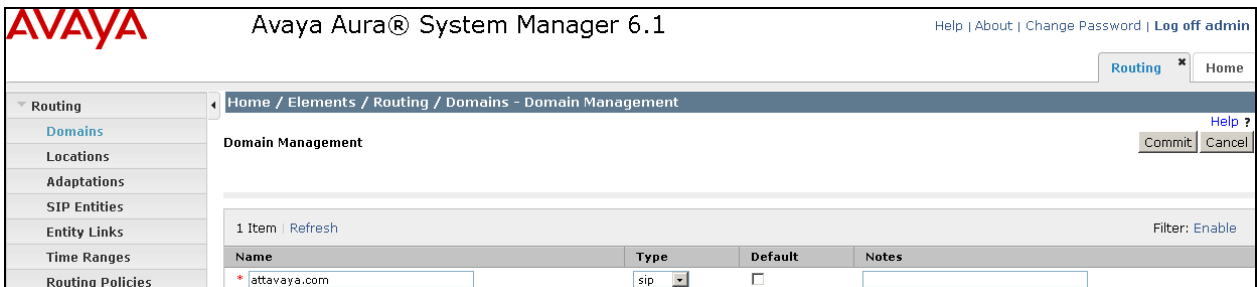 AVAYA
Avaya Aura® System Manager 6.1
Help | About | Change Password | Log off admin
Routing × Home
Routing
Domains
Locations
Adaptations
SIP Entities
Entity Links
Time Ranges
Routing Policies
Home / Elements / Routing / Domains - Domain Management
Help ?
Domain Management
Commit Cancel
1 Item | Refresh
Filter: Enable
Name Type Default Notes
* attavaya.com sip